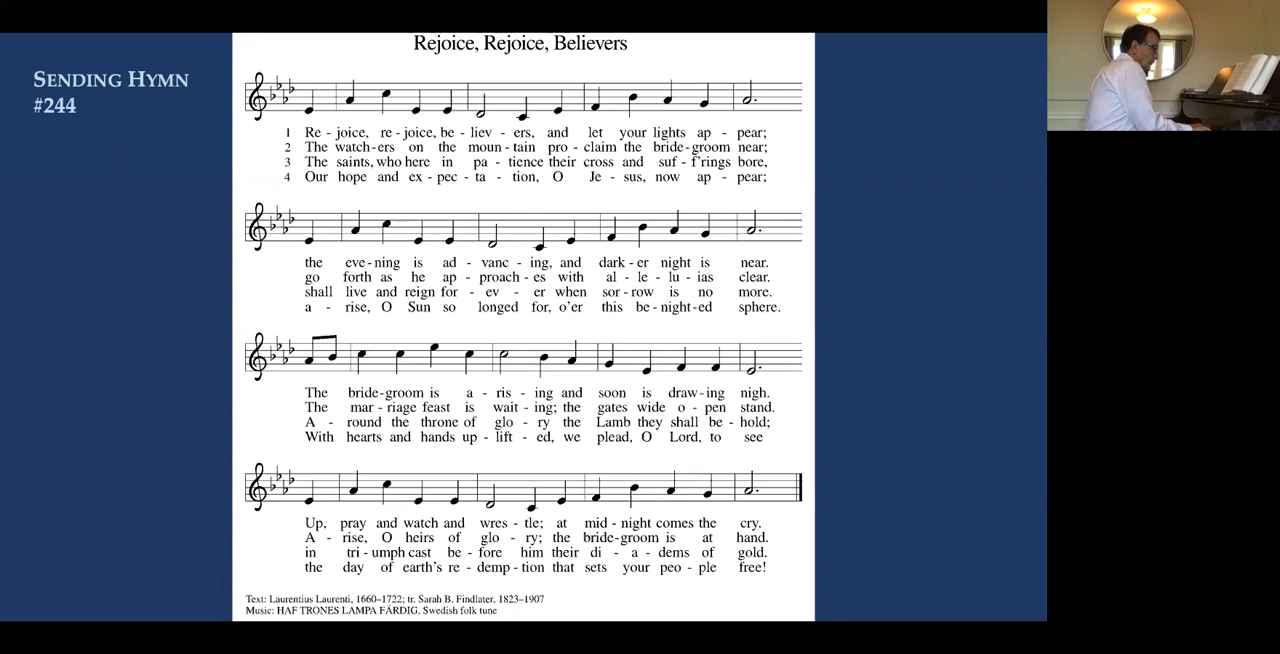 SENDING HYMN
#244
Rejoice, Rejoice, Believers
1 Re - joice, re - joice, be - liev - ers, and let your lights ap - pear;
2 The watch-ers on the moun - tain pro - claim the bride-groom near;
3 The saints, who here in pa - tience their cross and suf - f'rings bore,
4 Our hope and ex - pec - ta - tion, O Je - sus, now ap - pear;
the eve - ning is ad - vanc - ing, and dark - er night is near.
go forth as he ap - proach - es with al - le - lu - ias clear.
shall live and reign for - ev - er when sor - row is no more.
a - rise, O Sun so longed for, o'er this be - night-ed sphere.
The bride-groom is a - ris - ing and soon is draw-ing nigh.
The mar - riage feast is wait - ing; the gates wide o - pen stand.
A - round the throne of glo - ry the Lamb they shall be - hold;
With hearts and hands up - lift - ed, we plead, O Lord, to see
Up, pray and watch and wres - tle; at mid - night comes the cry.
A - rise, O heirs of glo - ry; the bride-groom is at hand.
in tri - umph cast be - fore him their di - a - dems of gold.
the day of earth's re - demp - tion that sets your peo - ple free!
Text: Laurentius Laurenti, 1660–1722; tr. Sarah B. Findlater, 1823–1907
Music: HAF TRONES LAMPA FÄRDIG, Swedish folk tune